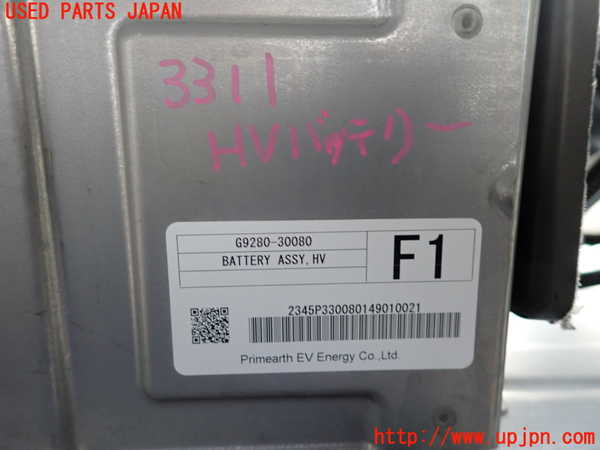 USED PARTS JAPAN
3311
HVバッテリー
G9280-30080
BATTERY ASSY,HV
F1
2345P330080149010021
Primearth EV Energy Co.,Ltd.
http://www.upjpn.com